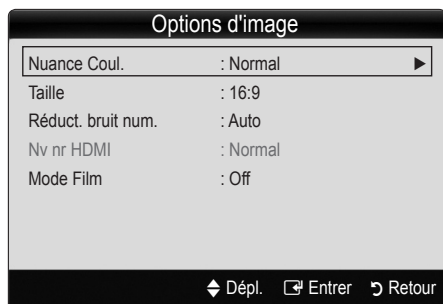 Options d'image
Nuance Coul. : Normal
Taille : 16:9
Réduct. bruit num. : Auto
Nv nr HDMI : Normal
Mode Film : Off
Dépl. Entrer Retour